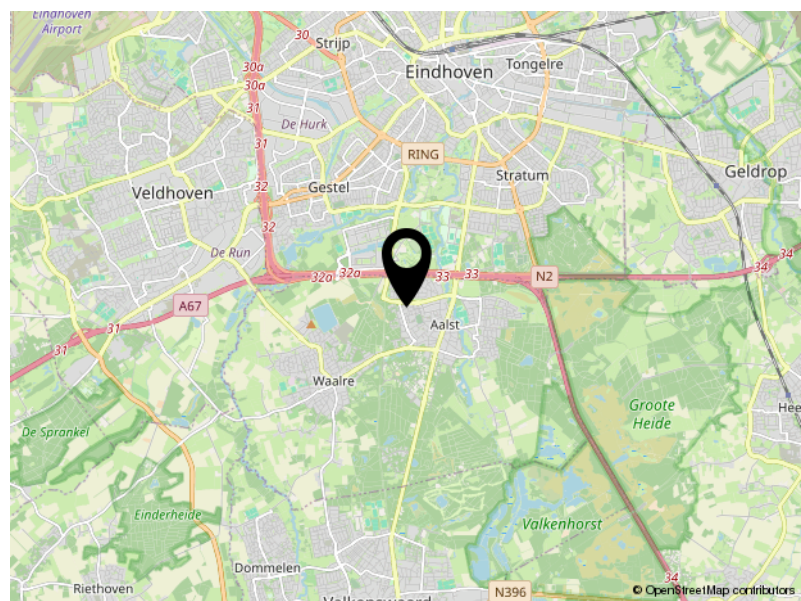 Eindhoven
Airport
30
Strijp
Eindhoven
Tongelre
30a
30a
31
De Hurk
31
RING
Geldrop
Stratum
32
Gestel
Veldhoven
32
De Run
32a
32a
33
33
N2
34
34
A67
31
31
Aalst
Waalre
Groote
Heide
Hee
De Sprankel
Einderheide
Valkenhorst
Dommelen
34
Riethoven
N396
© OpenStreetMap contributors